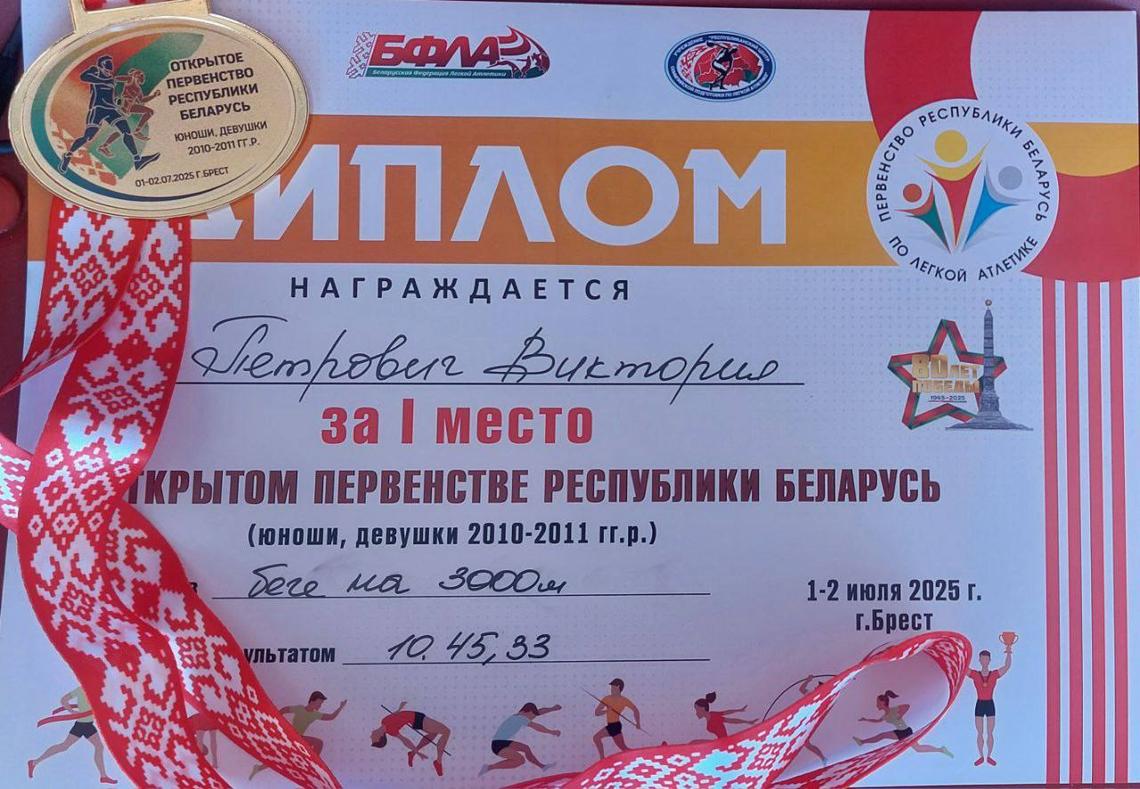 ОТКРЫТОЕ
ПЕРВЕНСТВО
РЕСПУБЛИКИ
БЕЛАРУСЬ
ЮНОШИ, ДЕВУШКИ
2010-2011 ГГ.Р.
01-02.07.2025 Г.БРЕСТ
БФЛА
Белорусская Федерация Легкой Атлетики
ПЕРВЕНСТВО РЕСПУБЛИКИ БЕЛАРУСЬ
ПО ЛЕГКОЙ АТЛЕТИКЕ
ДИПЛОМ
НАГРАЖДАЕТСЯ
Петрович Виктория
80 ЛЕТ
ПОБЕДЫ
1945-2025
за I место
ТКРЫТОМ ПЕРВЕНСТВЕ РЕСПУБЛИКИ БЕЛАРУСЬ
(юноши, девушки 2010-2011 гг.р.)
беге на 3000м
1-2 июля 2025 г.
г.Брест
ультатом 10.45,33